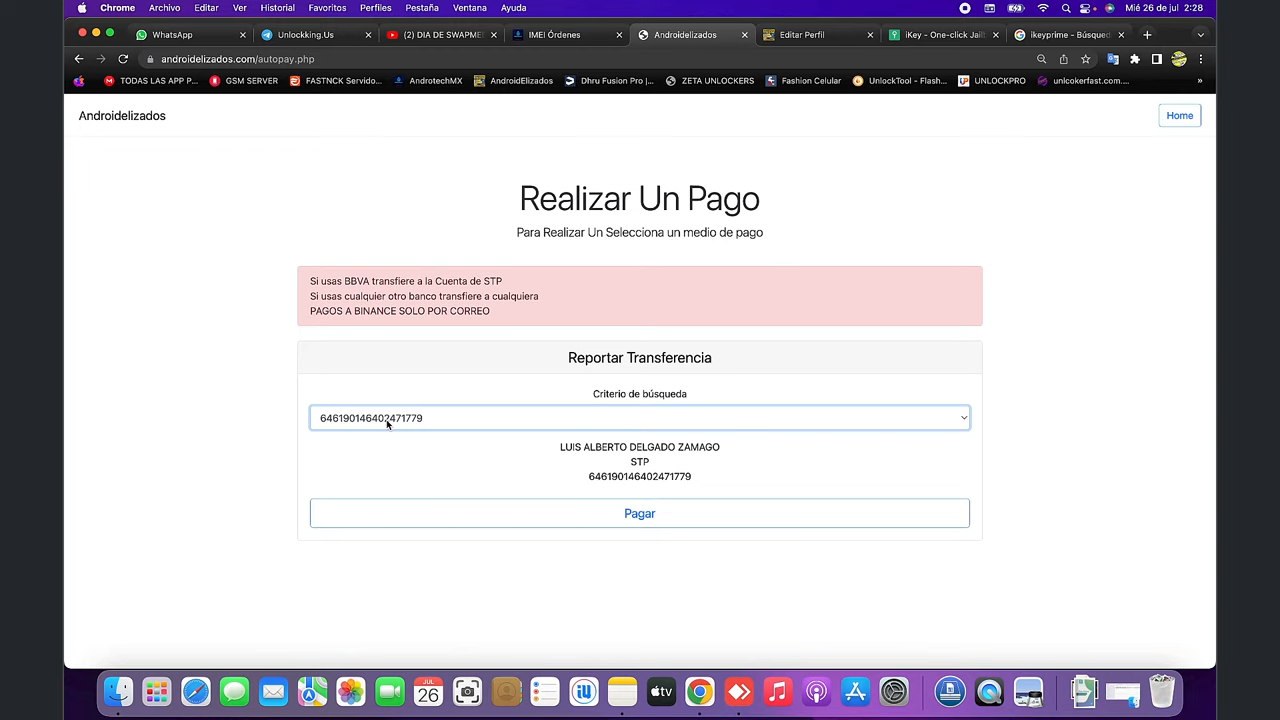 Chrome Archivo Editar Ver Historial Favoritos Perfiles Pestaña Ventana Ayuda Mié 26 de jul 2:28
WhatsApp Unlockking.Us (2) DIA DE SWAPME IMEI Órdenes Androidelizados Editar Perfil iKey - One-click Jail ikeyprime - Búsqued
androidelizados.com/autopay.php
TODAS LAS APP P... GSM SERVER FASTNCK Servido... AndrotechMX AndroidElizados Dhru Fusion Pro |... ZETA UNLOCKERS Fashion Celular UnlockTool - Flash... UNLOCKPRO unlcokerfast.com.... »
Androidelizados
Home
Realizar Un Pago
Para Realizar Un Selecciona un medio de pago
Si usas BBVA transfiere a la Cuenta de STP
Si usas cualquier otro banco transfiere a cualquiera
PAGOS A BINANCE SOLO POR CORREO
Reportar Transferencia
Criterio de búsqueda
646190146402471779
LUIS ALBERTO DELGADO ZAMAGO
STP
646190146402471779
Pagar
JUL
26
tv